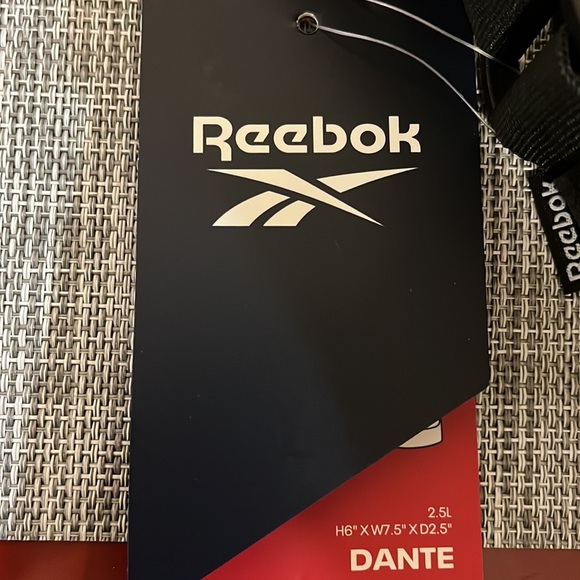 Reebok
2.5L
H6" X W7.5" X D2.5"
DANTE
Reebok